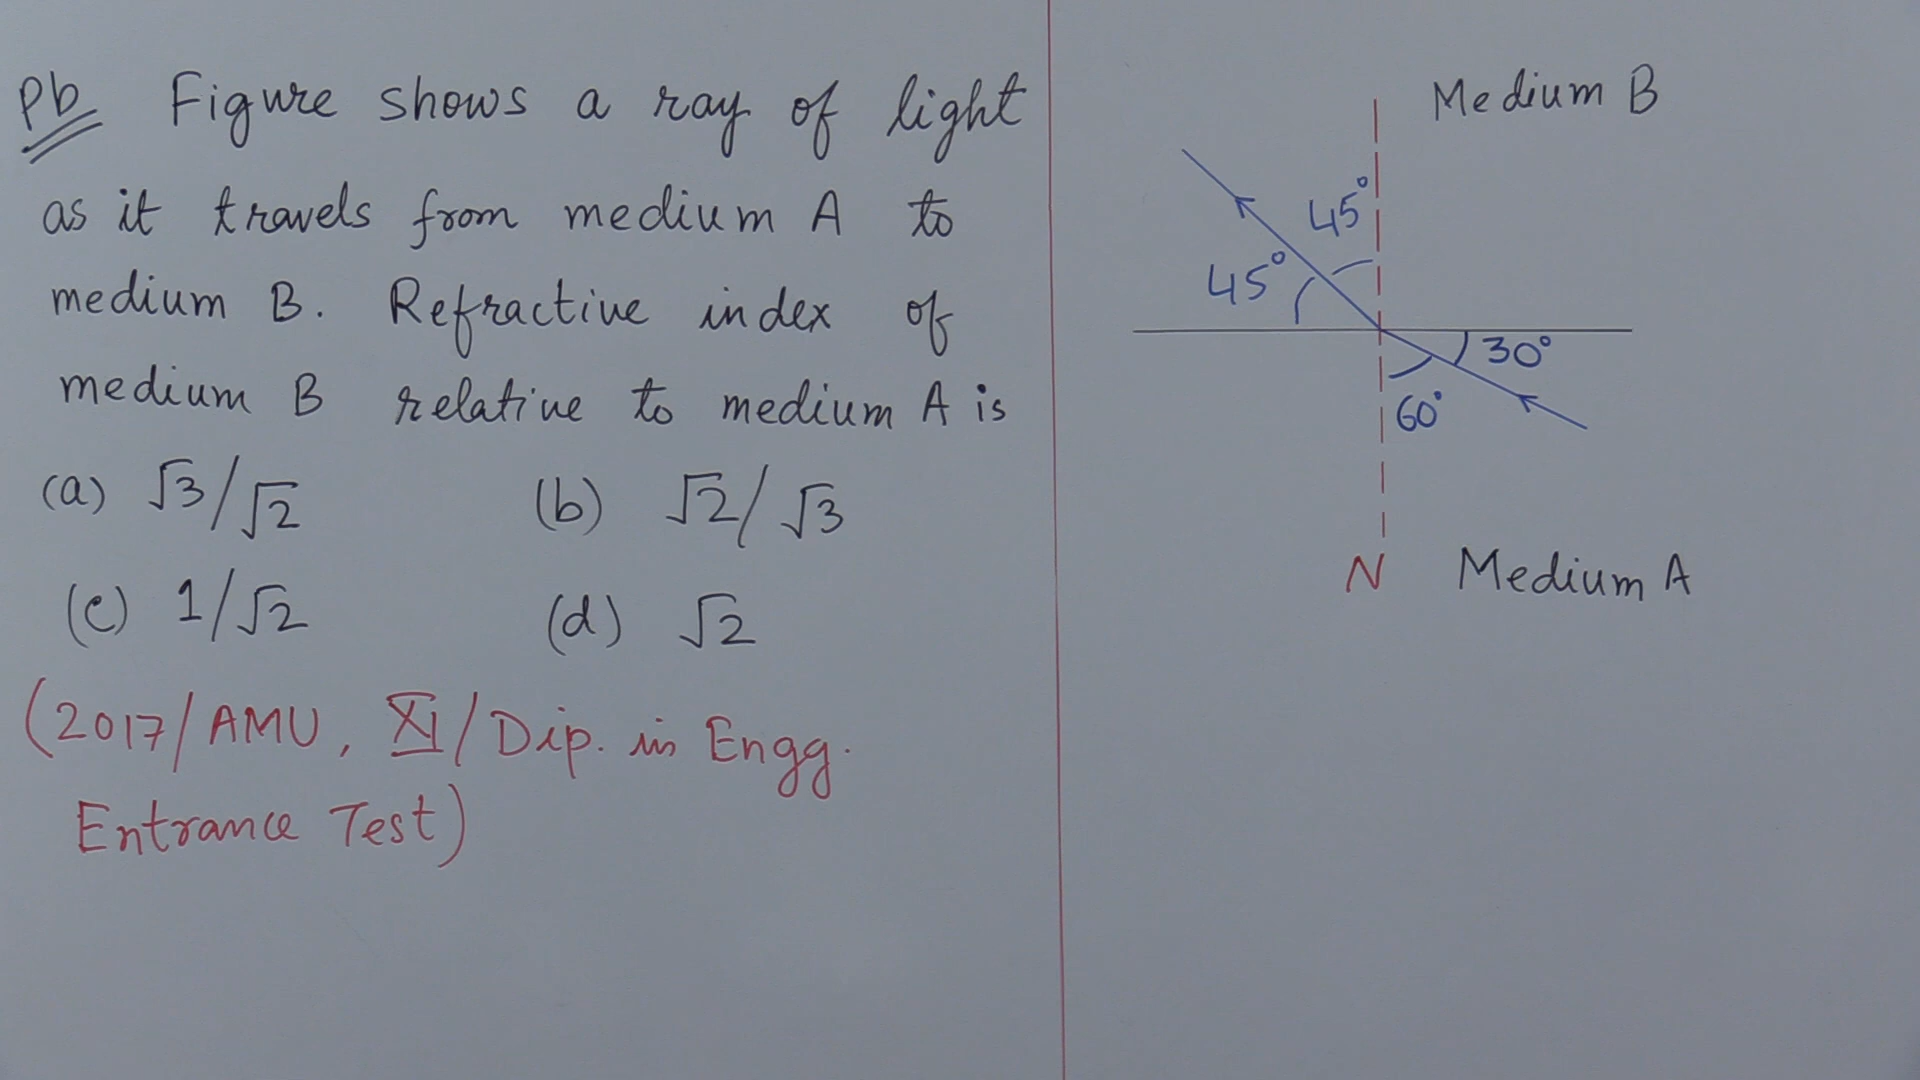 Pb Figure shows a ray of light
as it travels from medium A to
medium B. Refractive index of
medium B relative to medium A is
(a) √3/√2 (b) √2/√3
(c) 1/√2 (d) √2
(2017/AMU, XI/Dip. in Engg.
Entrance Test)
Medium B
45°
45°
30°
60°
N Medium A